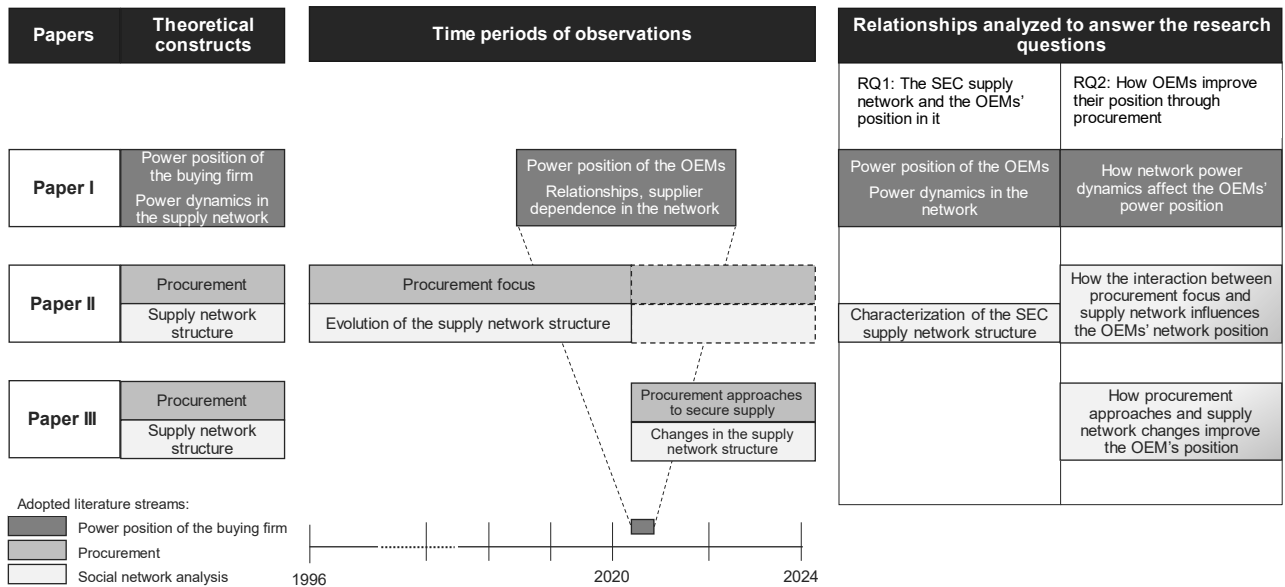 Papers
Theoretical
constructs
Time periods of observations
Relationships analyzed to answer the research
questions
RQ1: The SEC supply
network and the OEMs’
position in it
RQ2: How OEMs improve
their position through
procurement
Paper I
Power position of
the buying firm
Power dynamics in
the supply network
Power position of the OEMs
Relationships, supplier
dependence in the network
Power position of the OEMs
Power dynamics in the
network
How network power
dynamics affect the OEMs’
power position
Paper II
Procurement
Supply network
structure
Procurement focus
Evolution of the supply network structure
Characterization of the SEC
supply network structure
How the interaction between
procurement focus and
supply network influences
the OEMs’ network position
Paper III
Procurement
Supply network
structure
Procurement approaches
to secure supply
Changes in the supply
network structure
How procurement
approaches and supply
network changes improve
the OEM’s position
Adopted literature streams:
Power position of the buying firm
Procurement
Social network analysis
1996
2020
2024